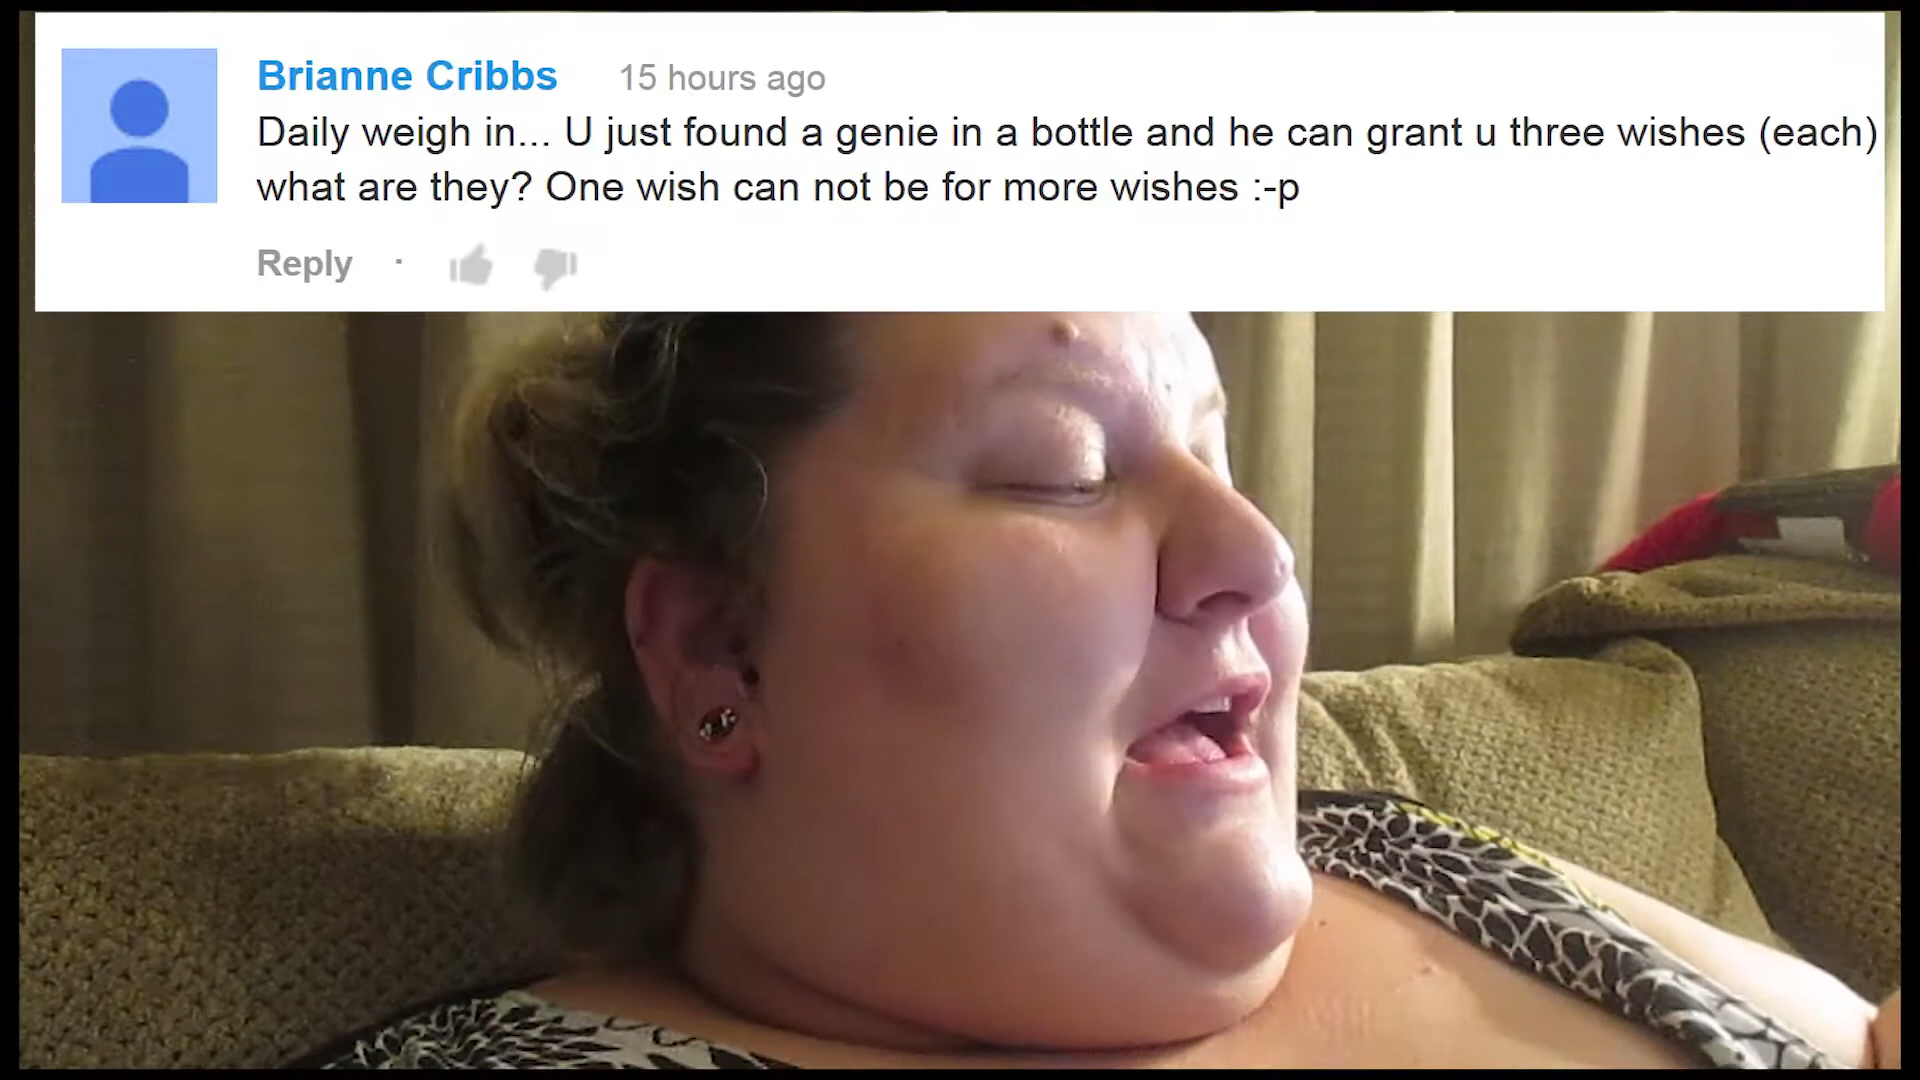 Brianne Cribbs 15 hours ago
Daily weigh in... U just found a genie in a bottle and he can grant u three wishes (each)
what are they? One wish can not be for more wishes :-p
Reply ·